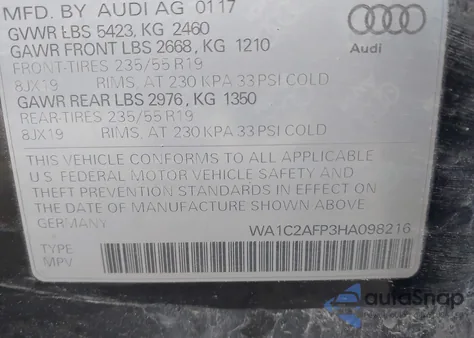 MFD. BY AUDI AG 01 17
GVWR LBS 5423, KG 2460
GAWR FRONT LBS 2668, KG 1210
FRONT-TIRES 235/55 R19
8JX19 RIMS, AT 230 KPA 33 PSI COLD
GAWR REAR LBS 2976, KG 1350
REAR-TIRES 235/55 R19
8JX19 RIMS, AT 230 KPA 33 PSI COLD
Audi
THIS VEHICLE CONFORMS TO ALL APPLICABLE
U.S. FEDERAL MOTOR VEHICLE SAFETY AND
THEFT PREVENTION STANDARDS IN EFFECT ON
THE DATE OF MANUFACTURE SHOWN ABOVE.
GERMANY WA1C2AFP3HA098216
TYPE
MPV
autoSnap